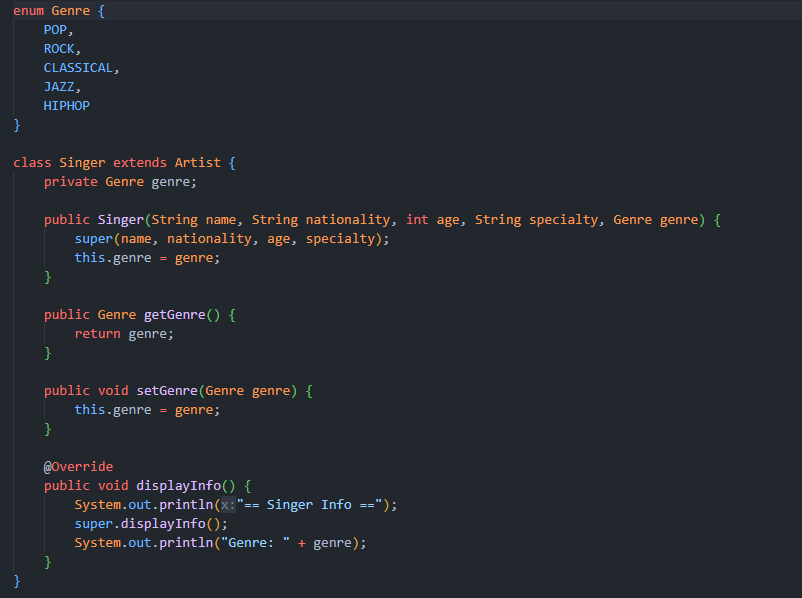 enum Genre {
    POP,
    ROCK,
    CLASSICAL,
    JAZZ,
    HIPHOP
}

class Singer extends Artist {
    private Genre genre;

    public Singer(String name, String nationality, int age, String specialty, Genre genre) {
        super(name, nationality, age, specialty);
        this.genre = genre;
    }

    public Genre getGenre() {
        return genre;
    }

    public void setGenre(Genre genre) {
        this.genre = genre;
    }

    @Override
    public void displayInfo() {
        System.out.println(x:"== Singer Info ==");
        super.displayInfo();
        System.out.println("Genre: " + genre);
    }
}